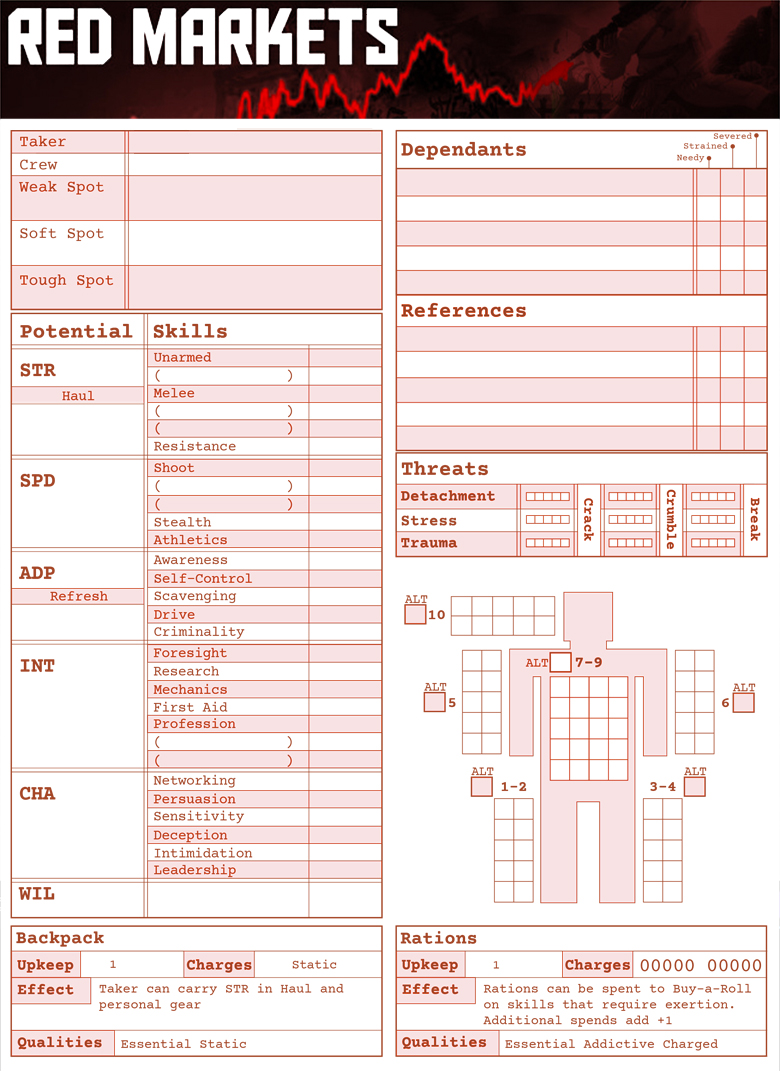 RED MARKETS
Taker
Crew
Weak Spot
Soft Spot
Tough Spot
Potential Skills
STR
Haul
Unarmed
( )
Melee
( )
( )
Resistance
SPD
Shoot
( )
( )
Stealth
Athletics
ADP
Refresh
Awareness
Self-Control
Scavenging
Drive
Criminality
INT
Foresight
Research
Mechanics
First Aid
Profession
( )
( )
CHA
Networking
Persuasion
Sensitivity
Deception
Intimidation
Leadership
WIL
Dependants
Severed
Strained
Needy
References
Threats
Detachment
Stress
Trauma
Crack
Crumble
Break
ALT
10
ALT 7-9
ALT
5
ALT
6
ALT
1-2
ALT
3-4
Backpack
Upkeep 1 Charges Static
Effect Taker can carry STR in Haul and
personal gear
Qualities Essential Static
Rations
Upkeep 1 Charges 00000 00000
Effect Rations can be spent to Buy-a-Roll
on skills that require exertion.
Additional spends add +1
Qualities Essential Addictive Charged